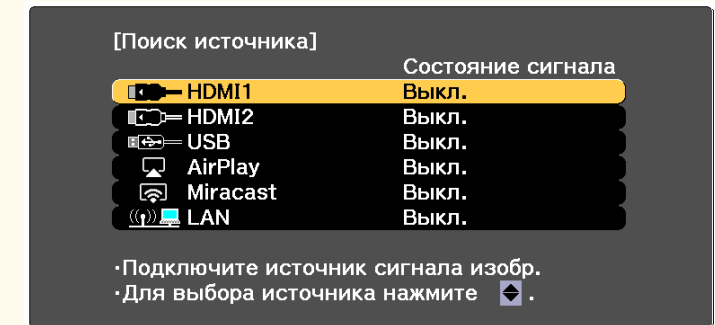 [Поиск источника]
Состояние сигнала
HDMI1 Выкл.
HDMI2 Выкл.
USB Выкл.
AirPlay Выкл.
Miracast Выкл.
LAN Выкл.
·Подключите источник сигнала изобр.
·Для выбора источника нажмите .